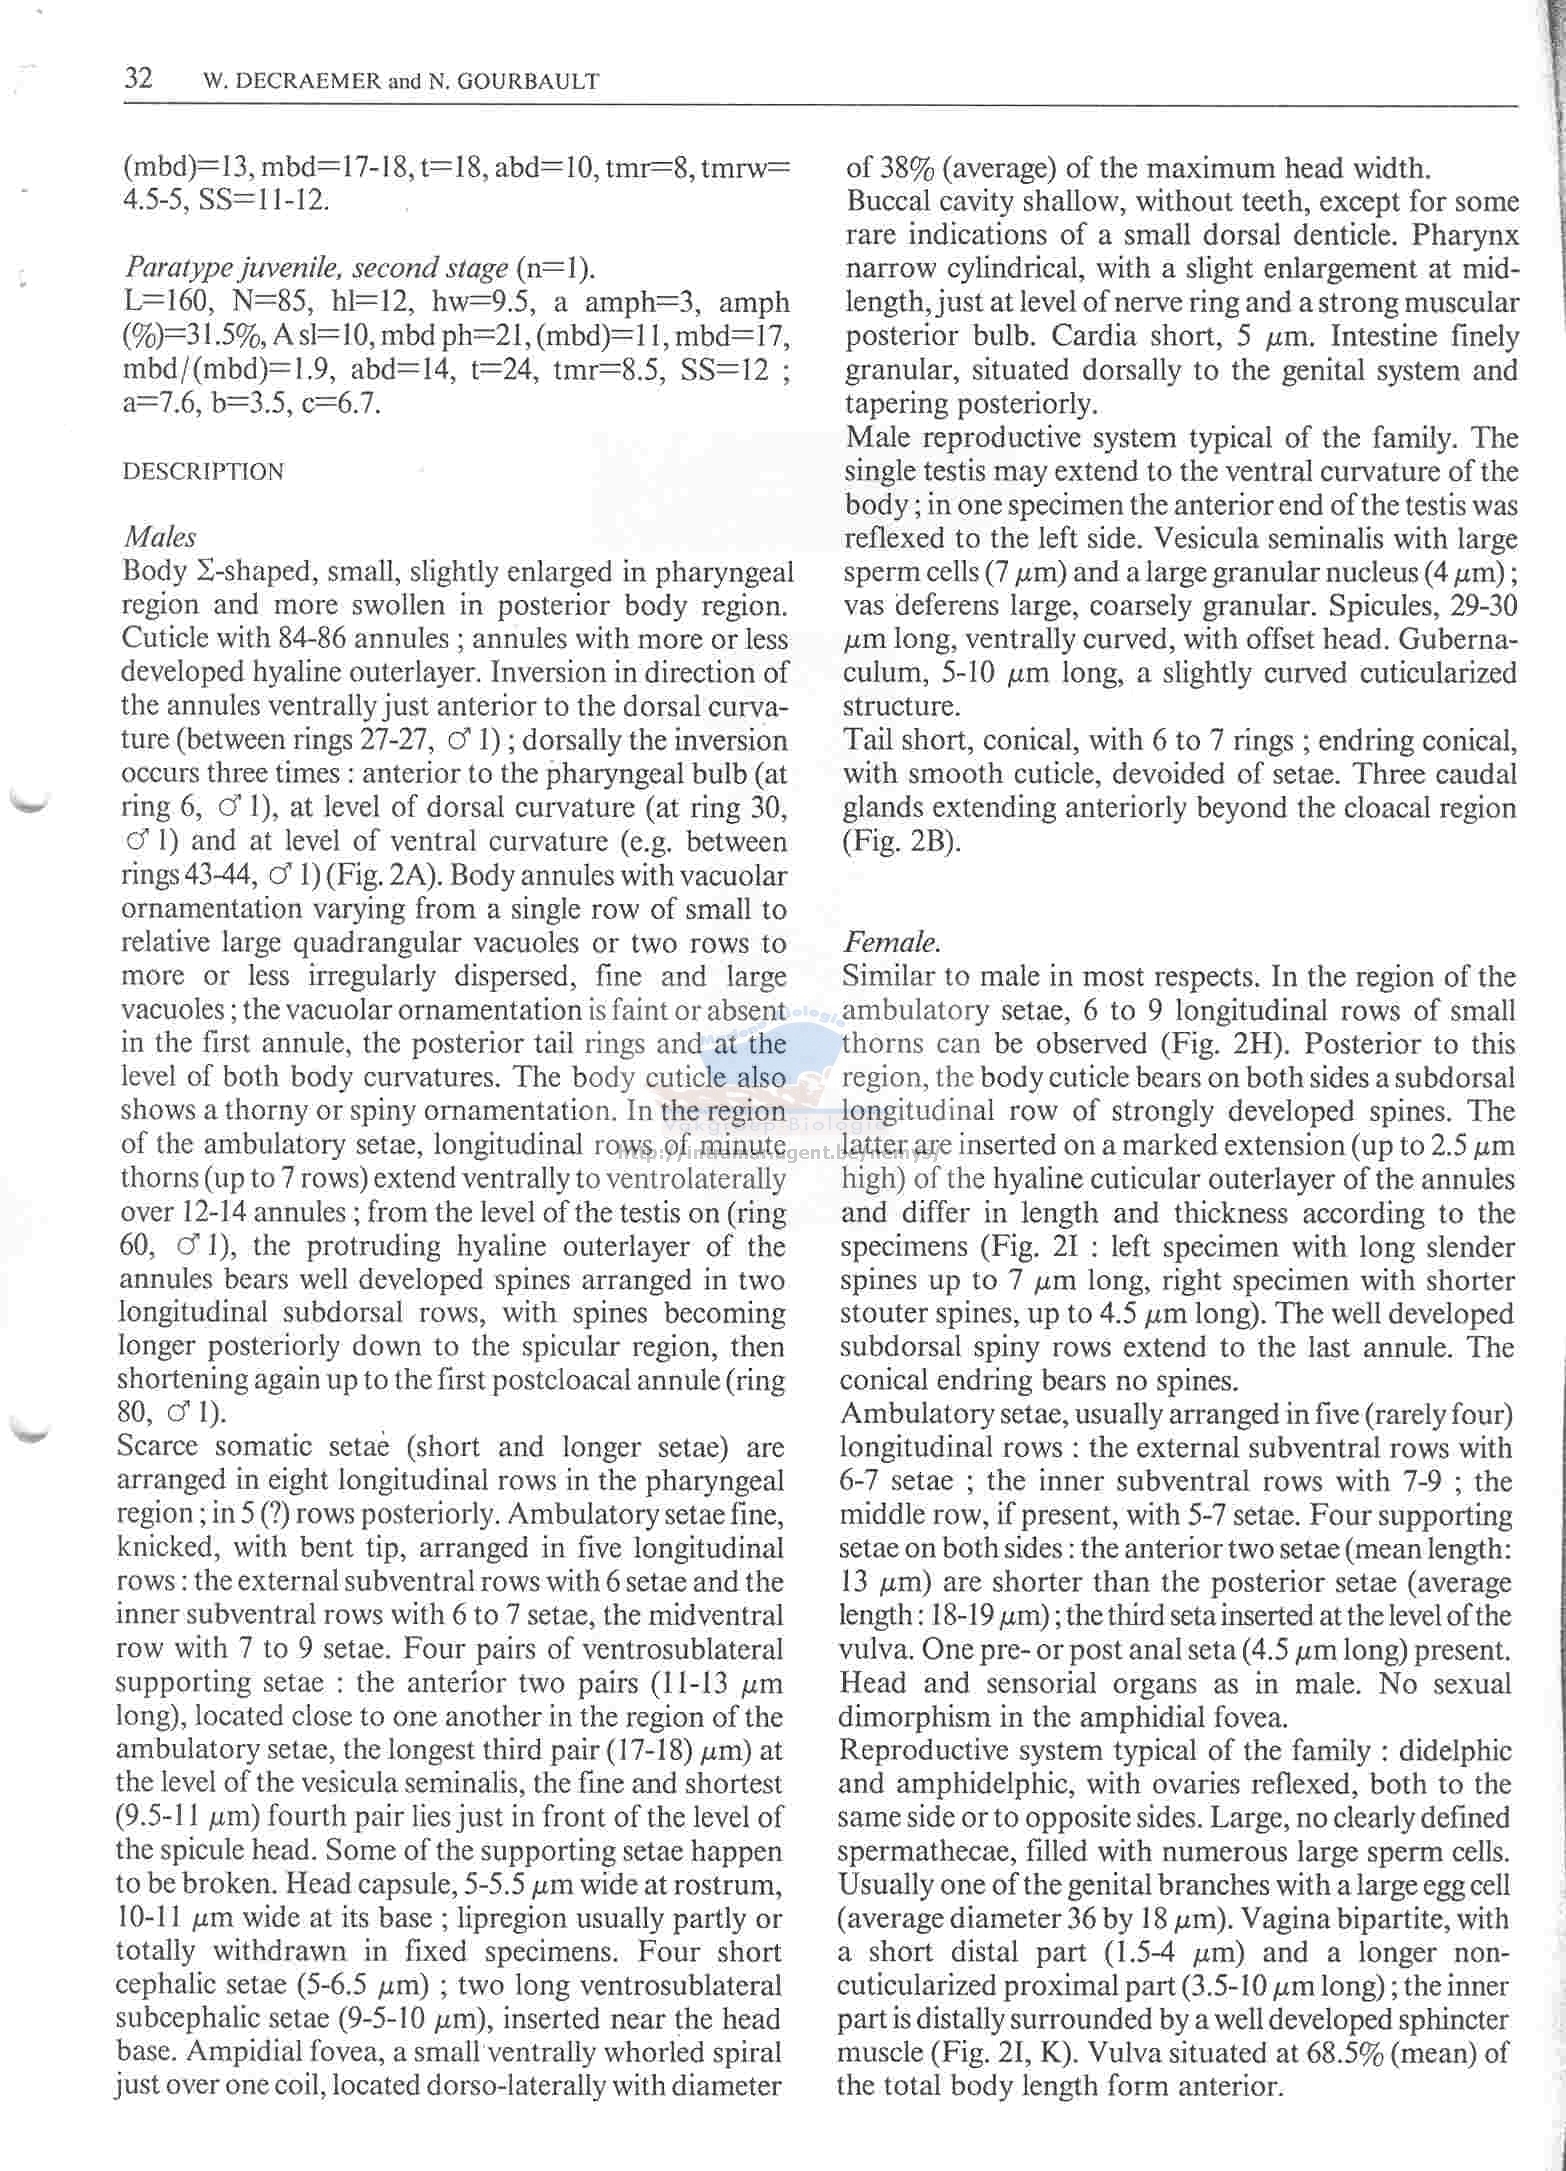 32 W. DECRAEMER and N. GOURBAULT
(mbd)=13, mbd=17-18, t=18, abd=10, tmr=8, tmrw=
4.5-5, SS=11-12.
Paratype juvenile, second stage (n=1).
L=160, N=85, hl=12, hw=9.5, a amph=3, amph
(%)=31.5%, A sl=10, mbd ph=21, (mbd)=11, mbd=17,
mbd/(mbd)=1.9, abd=14, t=24, tmr=8.5, SS=12 ;
a=7.6, b=3.5, c=6.7.
DESCRIPTION
Males
Body Σ-shaped, small, slightly enlarged in pharyngeal
region and more swollen in posterior body region.
Cuticle with 84-86 annules ; annules with more or less
developed hyaline outerlayer. Inversion in direction of
the annules ventrally just anterior to the dorsal curva-
ture (between rings 27-27, ♂ 1) ; dorsally the inversion
occurs three times : anterior to the pharyngeal bulb (at
ring 6, ♂ 1), at level of dorsal curvature (at ring 30,
♂ 1) and at level of ventral curvature (e.g. between
rings 43-44, ♂ 1) (Fig. 2A). Body annules with vacuolar
ornamentation varying from a single row of small to
relative large quadrangular vacuoles or two rows to
more or less irregularly dispersed, fine and large
vacuoles ; the vacuolar ornamentation is faint or absent
in the first annule, the posterior tail rings and at the
level of both body curvatures. The body cuticle also
shows a thorny or spiny ornamentation. In the region
of the ambulatory setae, longitudinal rows of minute
thorns (up to 7 rows) extend ventrally to ventrolaterally
over 12-14 annules ; from the level of the testis on (ring
60, ♂ 1), the protruding hyaline outerlayer of the
annules bears well developed spines arranged in two
longitudinal subdorsal rows, with spines becoming
longer posteriorly down to the spicular region, then
shortening again up to the first postcloacal annule (ring
80, ♂ 1).
Scarce somatic setae (short and longer setae) are
arranged in eight longitudinal rows in the pharyngeal
region ; in 5 (?) rows posteriorly. Ambulatory setae fine,
knicked, with bent tip, arranged in five longitudinal
rows : the external subventral rows with 6 setae and the
inner subventral rows with 6 to 7 setae, the midventral
row with 7 to 9 setae. Four pairs of ventrosublateral
supporting setae : the anterior two pairs (11-13 μm
long), located close to one another in the region of the
ambulatory setae, the longest third pair (17-18) μm) at
the level of the vesicula seminalis, the fine and shortest
(9.5-11 μm) fourth pair lies just in front of the level of
the spicule head. Some of the supporting setae happen
to be broken. Head capsule, 5-5.5 μm wide at rostrum,
10-11 μm wide at its base ; lipregion usually partly or
totally withdrawn in fixed specimens. Four short
cephalic setae (5-6.5 μm) ; two long ventrosublateral
subcephalic setae (9-5-10 μm), inserted near the head
base. Ampidial fovea, a small ventrally whorled spiral
just over one coil, located dorso-laterally with diameter
of 38% (average) of the maximum head width.
Buccal cavity shallow, without teeth, except for some
rare indications of a small dorsal denticle. Pharynx
narrow cylindrical, with a slight enlargement at mid-
length, just at level of nerve ring and a strong muscular
posterior bulb. Cardia short, 5 μm. Intestine finely
granular, situated dorsally to the genital system and
tapering posteriorly.
Male reproductive system typical of the family. The
single testis may extend to the ventral curvature of the
body ; in one specimen the anterior end of the testis was
reflexed to the left side. Vesicula seminalis with large
sperm cells (7 μm) and a large granular nucleus (4 μm) ;
vas deferens large, coarsely granular. Spicules, 29-30
μm long, ventrally curved, with offset head. Guberna-
culum, 5-10 μm long, a slightly curved cuticularized
structure.
Tail short, conical, with 6 to 7 rings ; endring conical,
with smooth cuticle, devoided of setae. Three caudal
glands extending anteriorly beyond the cloacal region
(Fig. 2B).
Female.
Similar to male in most respects. In the region of the
ambulatory setae, 6 to 9 longitudinal rows of small
thorns can be observed (Fig. 2H). Posterior to this
region, the body cuticle bears on both sides a subdorsal
longitudinal row of strongly developed spines. The
latter are inserted on a marked extension (up to 2.5 μm
high) of the hyaline cuticular outerlayer of the annules
and differ in length and thickness according to the
specimens (Fig. 2I : left specimen with long slender
spines up to 7 μm long, right specimen with shorter
stouter spines, up to 4.5 μm long). The well developed
subdorsal spiny rows extend to the last annule. The
conical endring bears no spines.
Ambulatory setae, usually arranged in five (rarely four)
longitudinal rows : the external subventral rows with
6-7 setae ; the inner subventral rows with 7-9 ; the
middle row, if present, with 5-7 setae. Four supporting
setae on both sides : the anterior two setae (mean length:
13 μm) are shorter than the posterior setae (average
length : 18-19 μm) ; the third seta inserted at the level of the
vulva. One pre- or post anal seta (4.5 μm long) present.
Head and sensorial organs as in male. No sexual
dimorphism in the amphidial fovea.
Reproductive system typical of the family : didelphic
and amphidelphic, with ovaries reflexed, both to the
same side or to opposite sides. Large, no clearly defined
spermathecae, filled with numerous large sperm cells.
Usually one of the genital branches with a large egg cell
(average diameter 36 by 18 μm). Vagina bipartite, with
a short distal part (1.5-4 μm) and a longer non-
cuticularized proximal part (3.5-10 μm long) ; the inner
part is distally surrounded by a well developed sphincter
muscle (Fig. 2I, K). Vulva situated at 68.5% (mean) of
the total body length form anterior.
Vakgroep Biologie